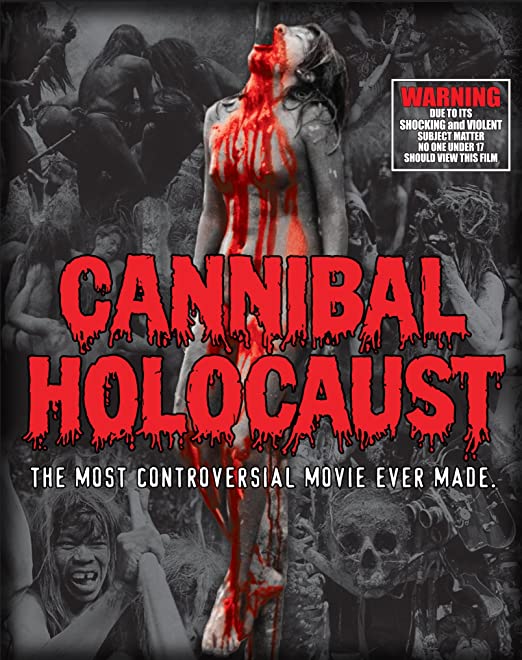 WARNING
DUE TO ITS
SHOCKING and VIOLENT
SUBJECT MATTER
NO ONE UNDER 17
SHOULD VIEW THIS FILM
CANNIBAL
HOLOCAUST
THE MOST CONTROVERSIAL MOVIE EVER MADE.